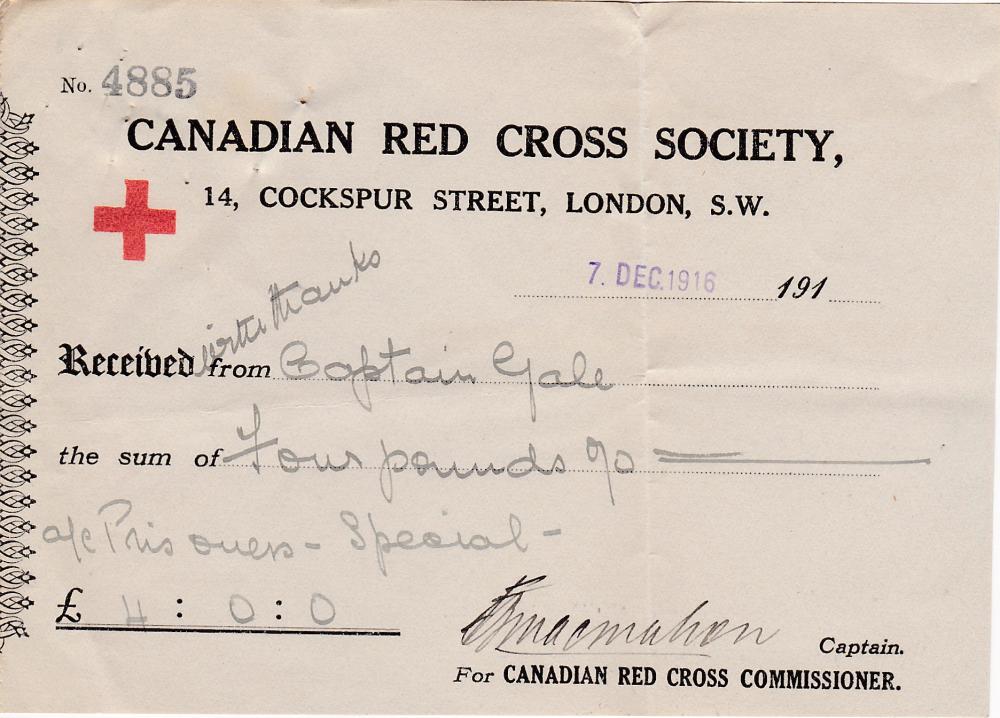 No. 4885
CANADIAN RED CROSS SOCIETY,
14, COCKSPUR STREET, LONDON, S.W.
7. DEC. 1916 191
with thanks
Received from Captain Gale
the sum of Four pounds
a/c Prisoners - Special -
£ 4 : 0 : 0
Macmahon Captain.
For CANADIAN RED CROSS COMMISSIONER.